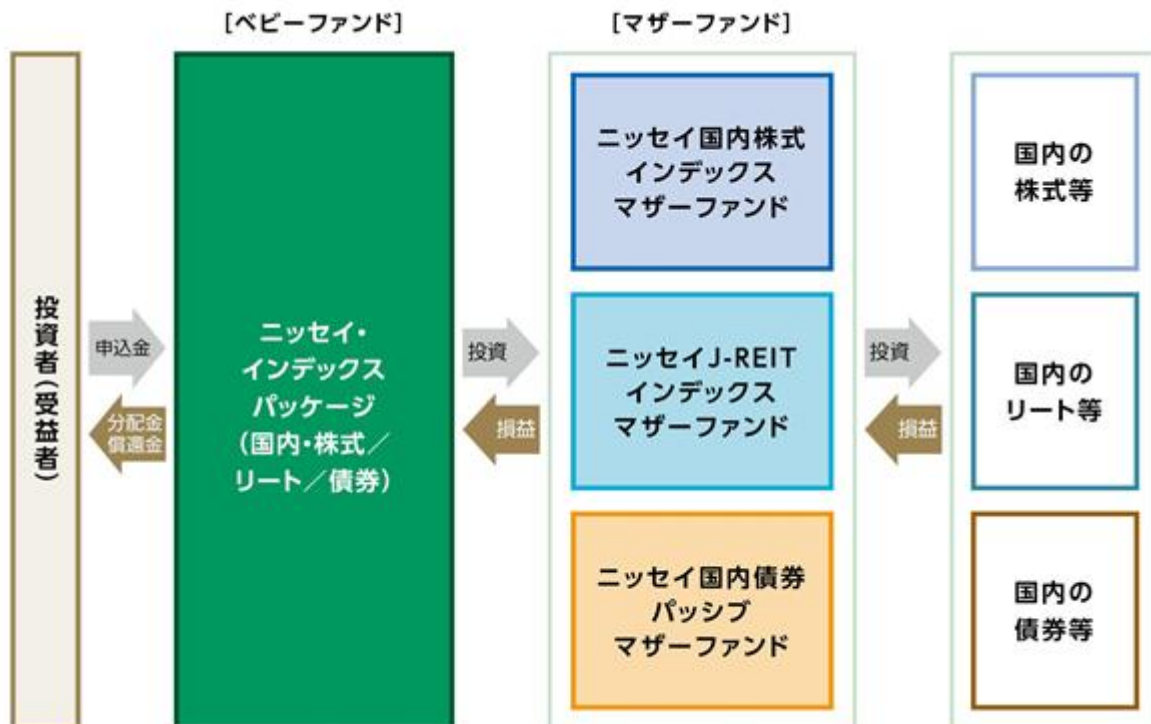 [ベビーファンド]
[マザーファンド]
投資者(受益者)
申込金
分配金
償還金
ニッセイ・
インデックス
パッケージ
(国内・株式／
リート／債券)
投資
損益
ニッセイ国内株式
インデックス
マザーファンド
ニッセイJ-REIT
インデックス
マザーファンド
ニッセイ国内債券
パッシブ
マザーファンド
投資
損益
国内の
株式等
国内の
リート等
国内の
債券等